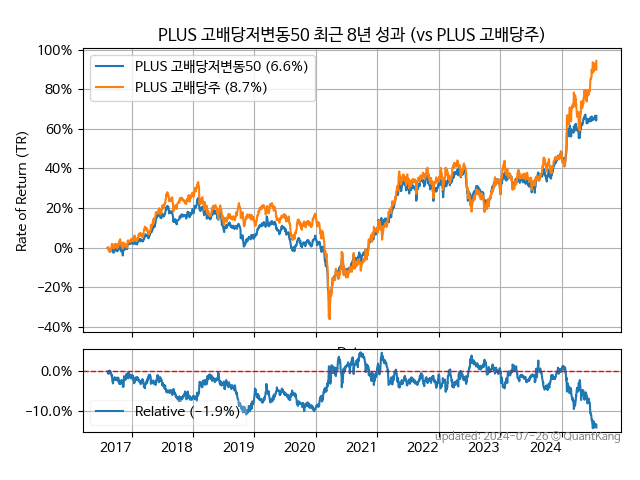 PLUS 고배당저변동50 최근 8년 성과 (vs PLUS 고배당주)
100%
80%
60%
40%
20%
0%
−20%
−40%
Rate of Return (TR)
PLUS 고배당저변동50 (6.6%)
PLUS 고배당주 (8.7%)
0.0%
−10.0%
Relative (−1.9%)
2017 2018 2019 2020 2021 2022 2023 2024
Updated: 2024-07-26 © QuantKang